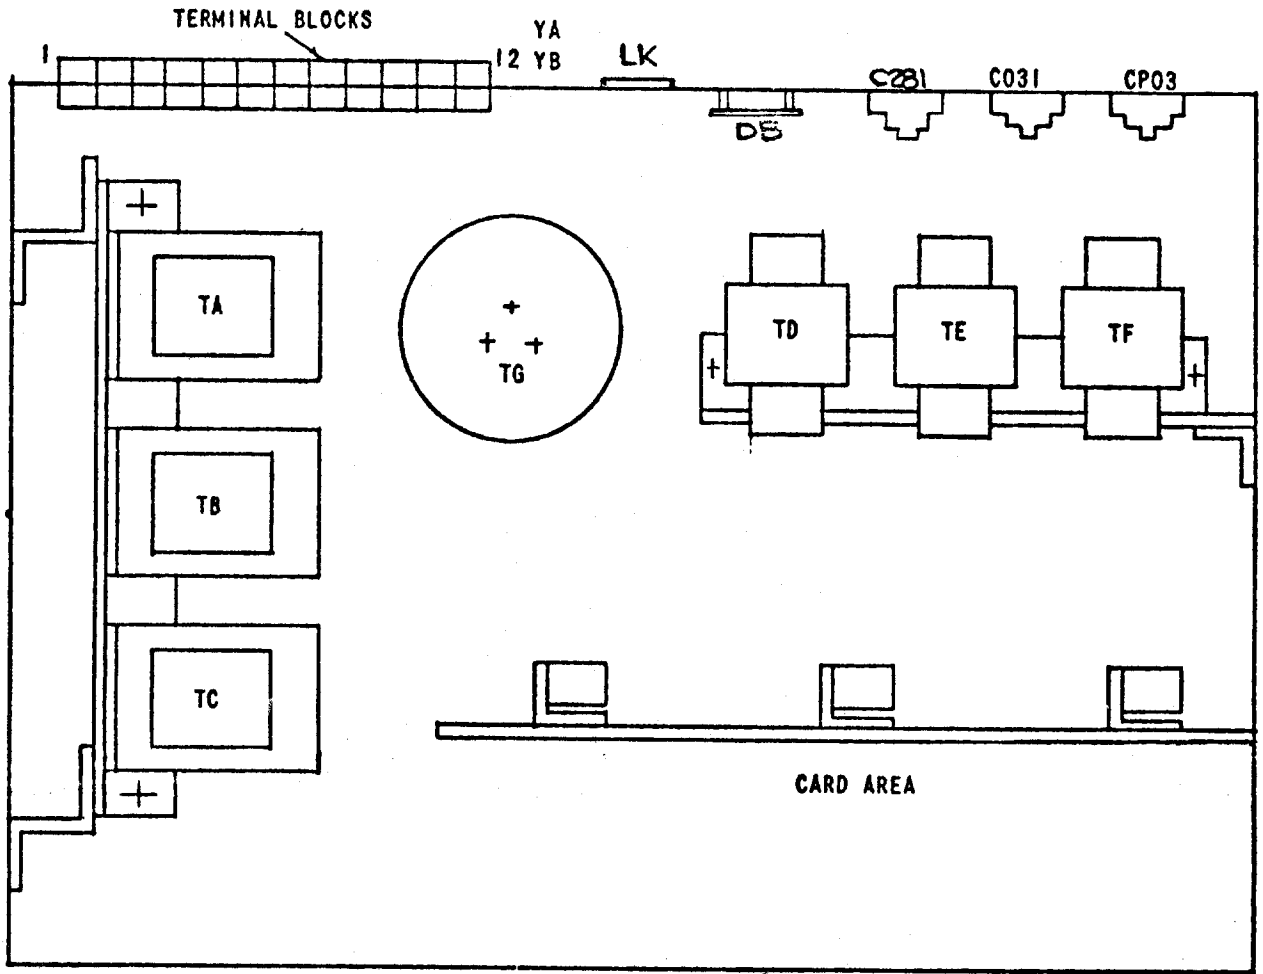 TERMINAL BLOCKS
1
12
YA
YB
LK
DS
C281
C031
CP03
TA
TG
TD
TE
TF
TB
TC
CARD AREA